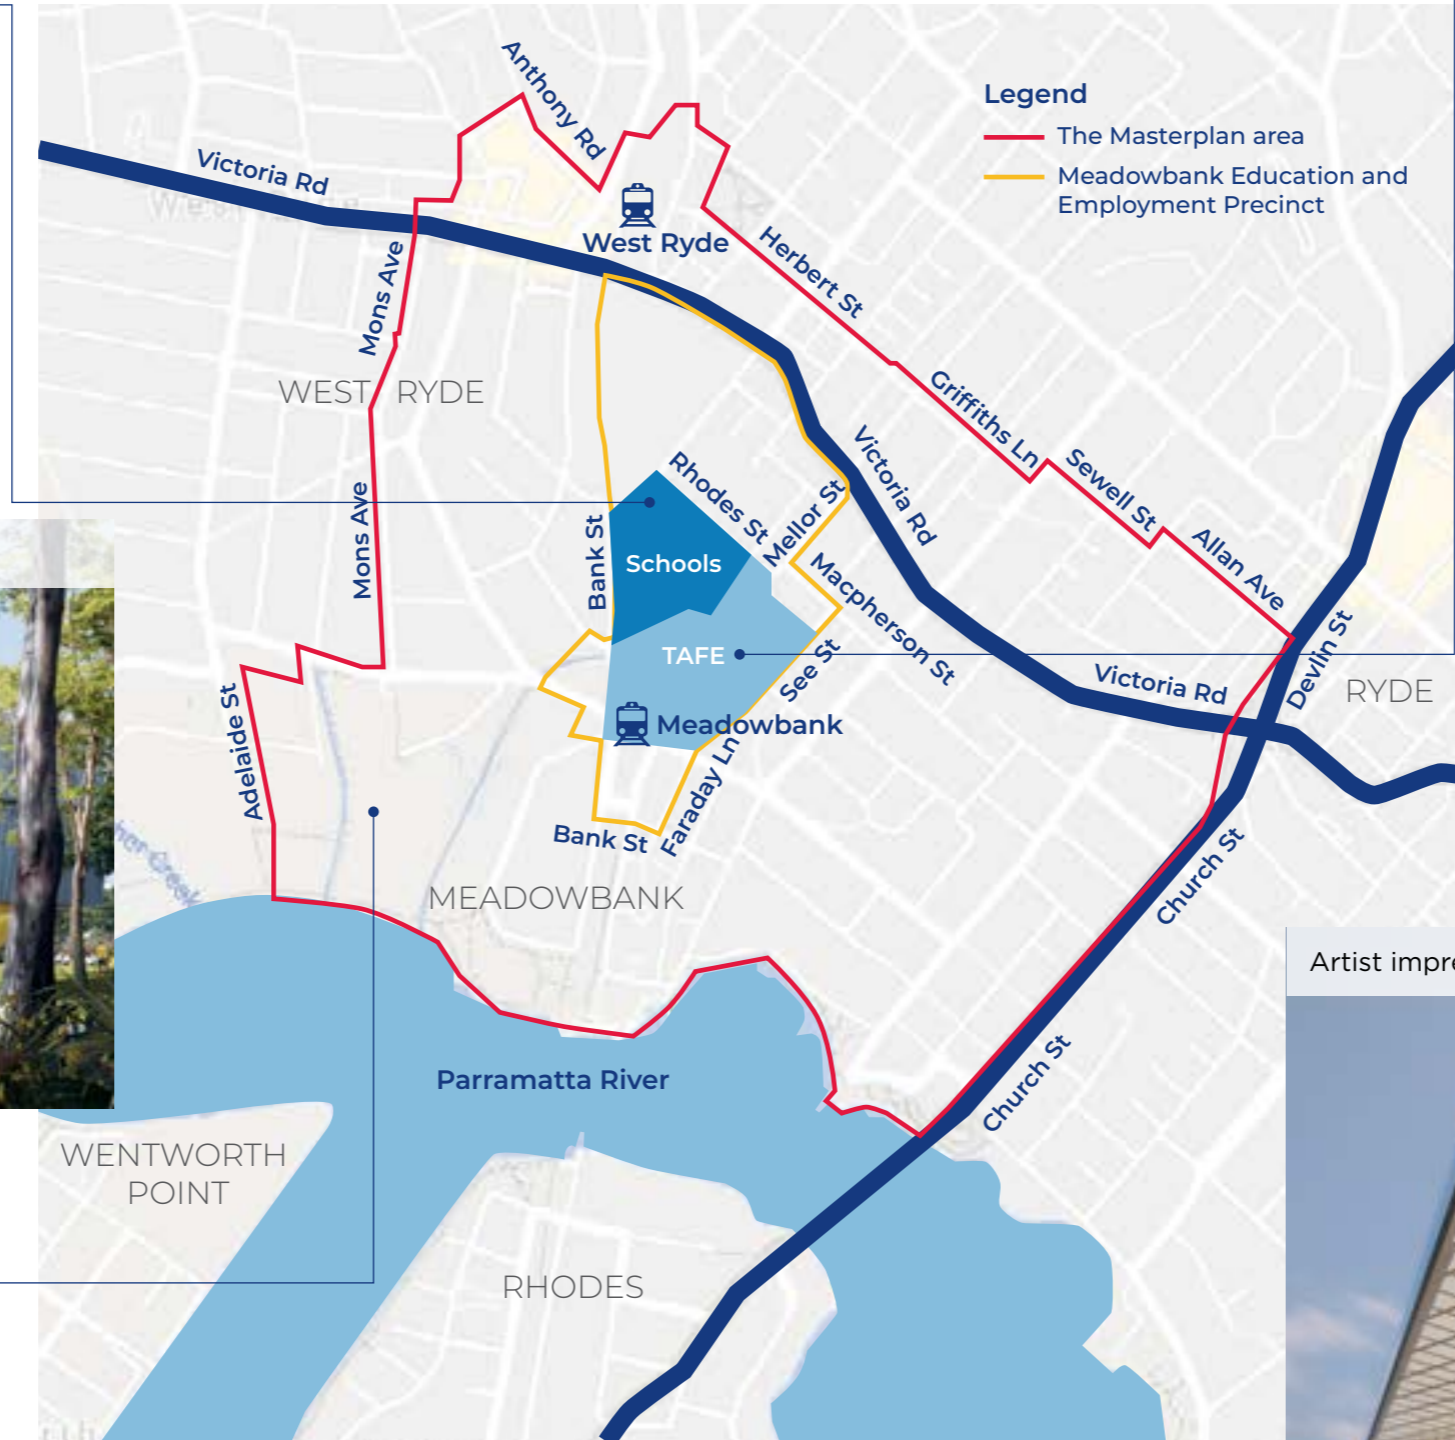 Legend
The Masterplan area
Meadowbank Education and
Employment Precinct
Anthony Rd
Victoria Rd
West Ryde
Herbert St
Mons Ave
WEST RYDE
Griffiths Ln
Victoria Rd
Sewell St
Rhodes St
Mellor St
Mons Ave
Bank St
Schools
Allan Ave
Macpherson St
TAFE
See St
Devlin St
Victoria Rd
RYDE
Adelaide St
Meadowbank
Faraday Ln
Bank St
MEADOWBANK
Church St
Artist impre
Parramatta River
Church St
WENTWORTH
POINT
RHODES